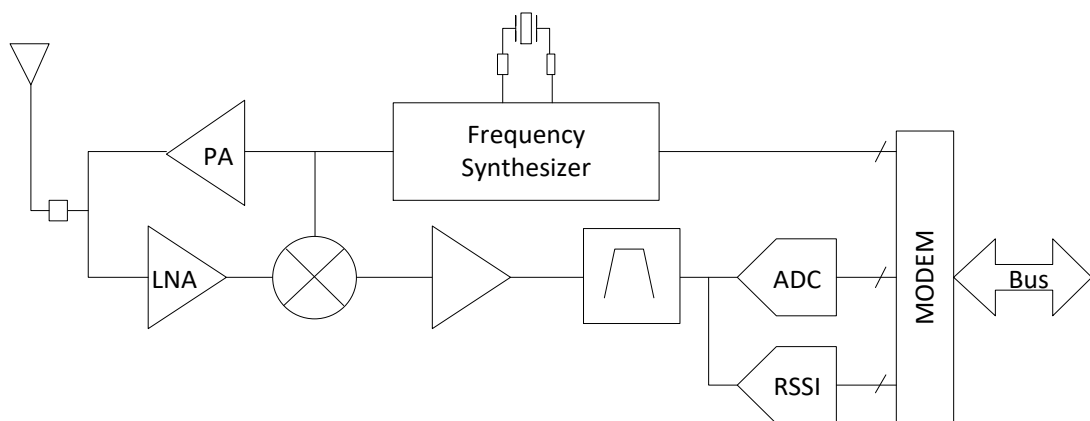 Frequency
Synthesizer
PA
LNA
ADC
RSSI
MODEM
Bus